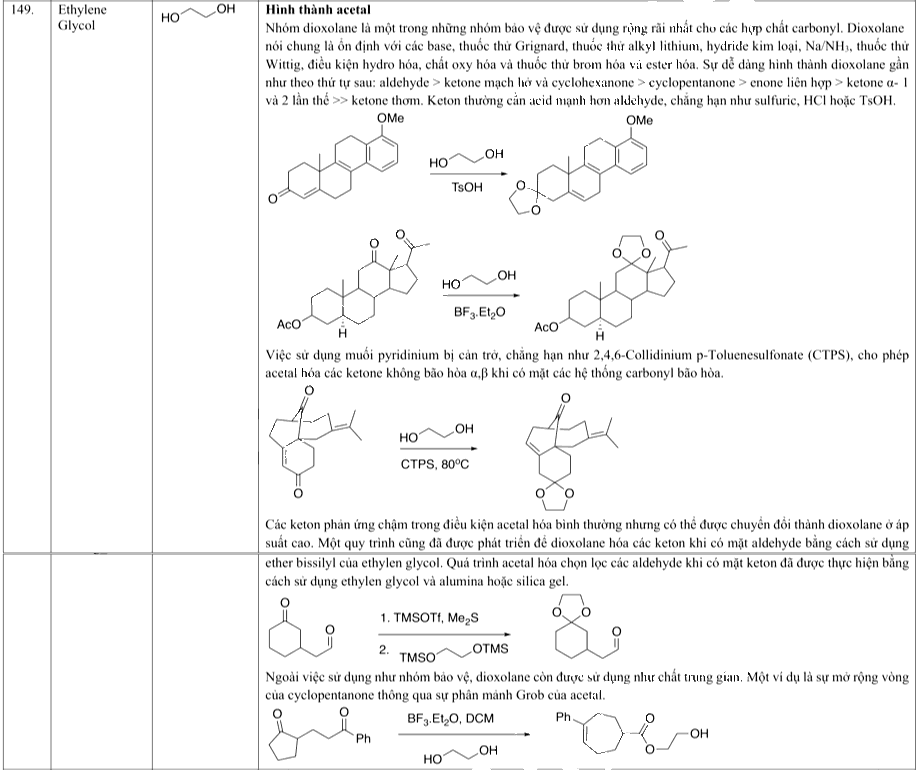 149.
Ethylene
Glycol
HO
OH
Hình thành acetal
Nhóm dioxolane là một trong những nhóm bảo vệ được sử dụng rộng rãi nhất cho các hợp chất carbonyl. Dioxolane
nói chung là ổn định với các base, thuốc thử Grignard, thuốc thử alkyl lithium, hydride kim loại, Na/NH₃, thuốc thử
Wittig, điều kiện hydro hóa, chất oxy hóa và thuốc thử brom hóa và ester hóa. Sự dễ dàng hình thành dioxolane gần
như theo thứ tự sau: aldehyde > ketone mạch hở và cyclohexanone > cyclopentanone > enone liên hợp > ketone α- 1
và 2 lần thế >> ketone thơm. Keton thường cần acid mạnh hơn aldehyde, chẳng hạn như sulfuric, HCl hoặc TsOH.
OMe
O
HO
OH
TsOH
OMe
O
O
O
O
AcO
H
HO
OH
BF₃.Et₂O
O
O
O
AcO
H
Việc sử dụng muối pyridinium bị cản trở, chẳng hạn như 2,4,6-Collidinium p-Toluenesulfonate (CTPS), cho phép
acetal hóa các ketone không bão hòa α,β khi có mặt các hệ thống carbonyl bão hòa.
O
O
HO
OH
CTPS, 80ºC
O
O
O
Các keton phản ứng chậm trong điều kiện acetal hóa bình thường nhưng có thể được chuyển đổi thành dioxolane ở áp
suất cao. Một quy trình cũng đã được phát triển để dioxolane hóa các keton khi có mặt aldehyde bằng cách sử dụng
ether bissilyl của ethylen glycol. Quá trình acetal hóa chọn lọc các aldehyde khi có mặt keton đã được thực hiện bằng
cách sử dụng ethylen glycol và alumina hoặc silica gel.
O
O
1. TMSOTf, Me₂S
2. TMSO
OTMS
O
O
O
Ngoài việc sử dụng như nhóm bảo vệ, dioxolane còn được sử dụng như chất trung gian. Một ví dụ là sự mở rộng vòng
của cyclopentanone thông qua sự phân mảnh Grob của acetal.
O
O
Ph
BF₃.Et₂O, DCM
HO
OH
Ph
O
O
OH